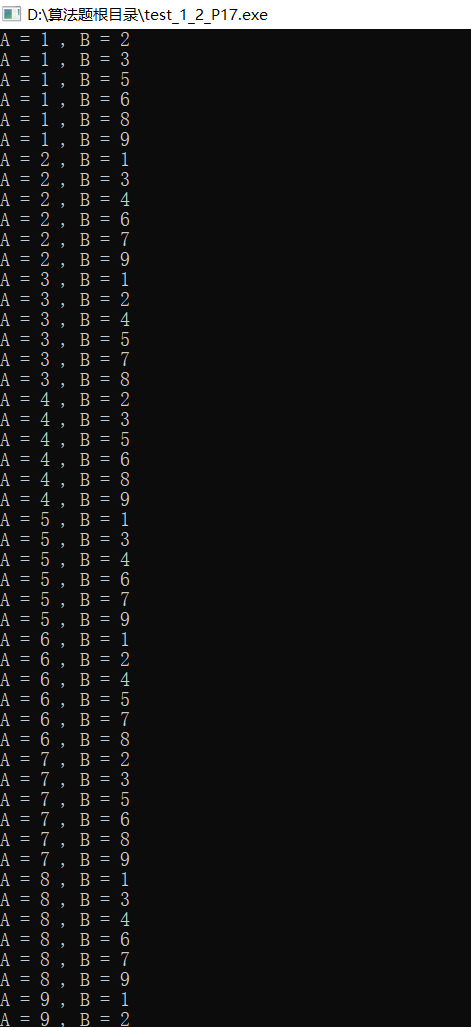 D:\算法题根目录\test_1_2_P17.exe
A = 1 , B = 2
A = 1 , B = 3
A = 1 , B = 5
A = 1 , B = 6
A = 1 , B = 8
A = 1 , B = 9
A = 2 , B = 1
A = 2 , B = 3
A = 2 , B = 4
A = 2 , B = 6
A = 2 , B = 7
A = 2 , B = 9
A = 3 , B = 1
A = 3 , B = 2
A = 3 , B = 4
A = 3 , B = 5
A = 3 , B = 7
A = 3 , B = 8
A = 4 , B = 2
A = 4 , B = 3
A = 4 , B = 5
A = 4 , B = 6
A = 4 , B = 8
A = 4 , B = 9
A = 5 , B = 1
A = 5 , B = 3
A = 5 , B = 4
A = 5 , B = 6
A = 5 , B = 7
A = 5 , B = 9
A = 6 , B = 1
A = 6 , B = 2
A = 6 , B = 4
A = 6 , B = 5
A = 6 , B = 7
A = 6 , B = 8
A = 7 , B = 2
A = 7 , B = 3
A = 7 , B = 5
A = 7 , B = 6
A = 7 , B = 8
A = 7 , B = 9
A = 8 , B = 1
A = 8 , B = 3
A = 8 , B = 4
A = 8 , B = 6
A = 8 , B = 7
A = 8 , B = 9
A = 9 , B = 1
A = 9 , B = 2